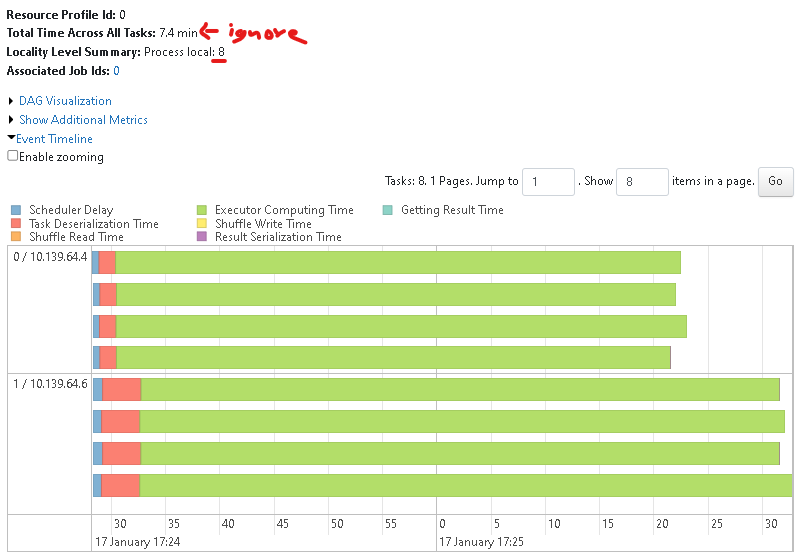 Resource Profile Id: 0
Total Time Across All Tasks: 7.4 min ignore
Locality Level Summary: Process local: 8
Associated Job Ids: 0
DAG Visualization
Show Additional Metrics
Event Timeline
Enable zooming
Tasks: 8. 1 Pages. Jump to 1 . Show 8 items in a page. Go
Scheduler Delay Executor Computing Time Getting Result Time
Task Deserialization Time Shuffle Write Time
Shuffle Read Time Result Serialization Time
0 / 10.139.64.4
1 / 10.139.64.6
30 35 40 45 50 55 0 5 10 15 20 25 30
17 January 17:24 17 January 17:25